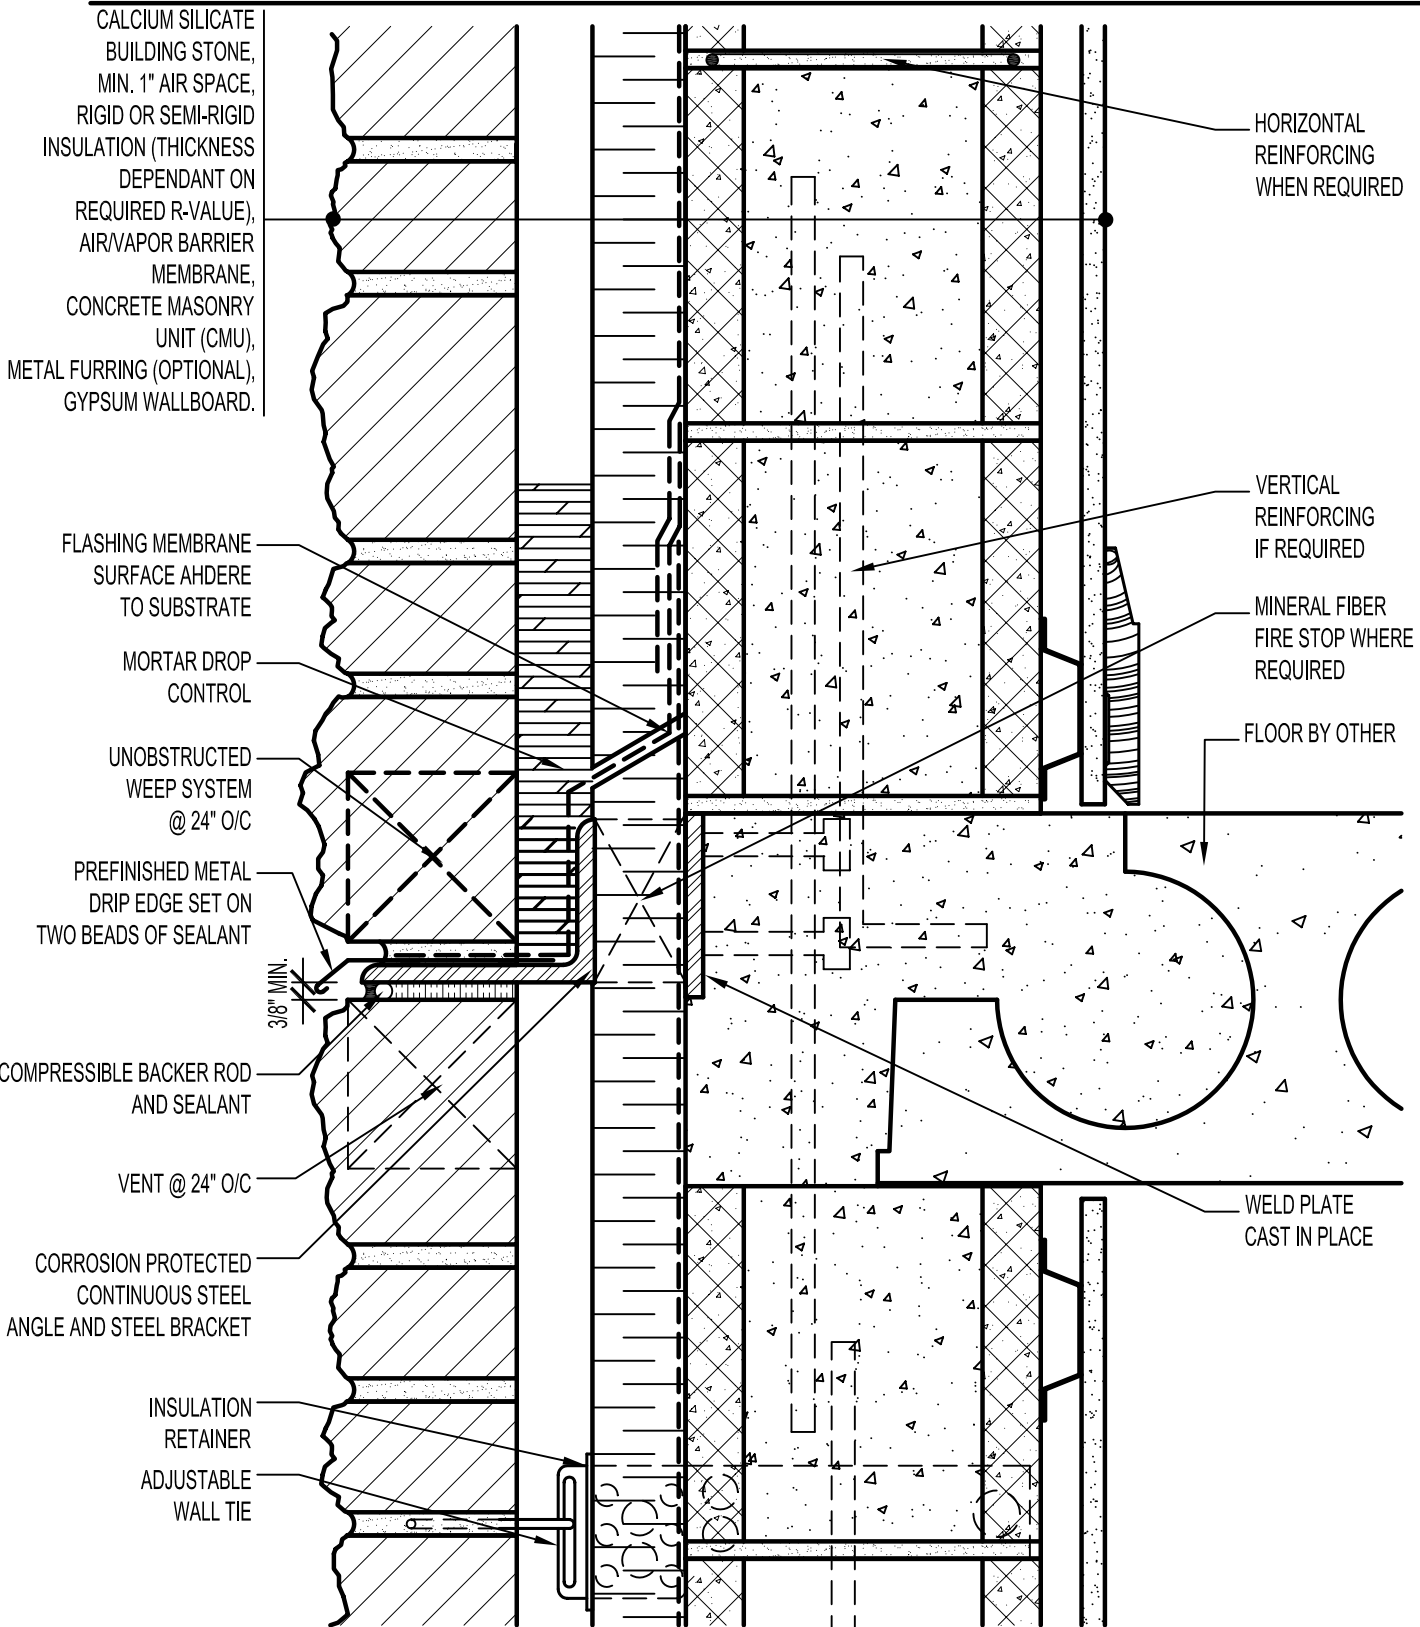 CALCIUM SILICATE
BUILDING STONE,
MIN. 1" AIR SPACE,
RIGID OR SEMI-RIGID
INSULATION (THICKNESS
DEPENDANT ON
REQUIRED R-VALUE),
AIR/VAPOR BARRIER
MEMBRANE,
CONCRETE MASONRY
UNIT (CMU),
METAL FURRING (OPTIONAL),
GYPSUM WALLBOARD.
FLASHING MEMBRANE
SURFACE AHDERE
TO SUBSTRATE
MORTAR DROP
CONTROL
UNOBSTRUCTED
WEEP SYSTEM
@ 24" O/C
PREFINISHED METAL
DRIP EDGE SET ON
TWO BEADS OF SEALANT
3/8" MIN.
COMPRESSIBLE BACKER ROD
AND SEALANT
VENT @ 24" O/C
CORROSION PROTECTED
CONTINUOUS STEEL
ANGLE AND STEEL BRACKET
INSULATION
RETAINER
ADJUSTABLE
WALL TIE
HORIZONTAL
REINFORCING
WHEN REQUIRED
VERTICAL
REINFORCING
IF REQUIRED
MINERAL FIBER
FIRE STOP WHERE
REQUIRED
FLOOR BY OTHER
WELD PLATE
CAST IN PLACE